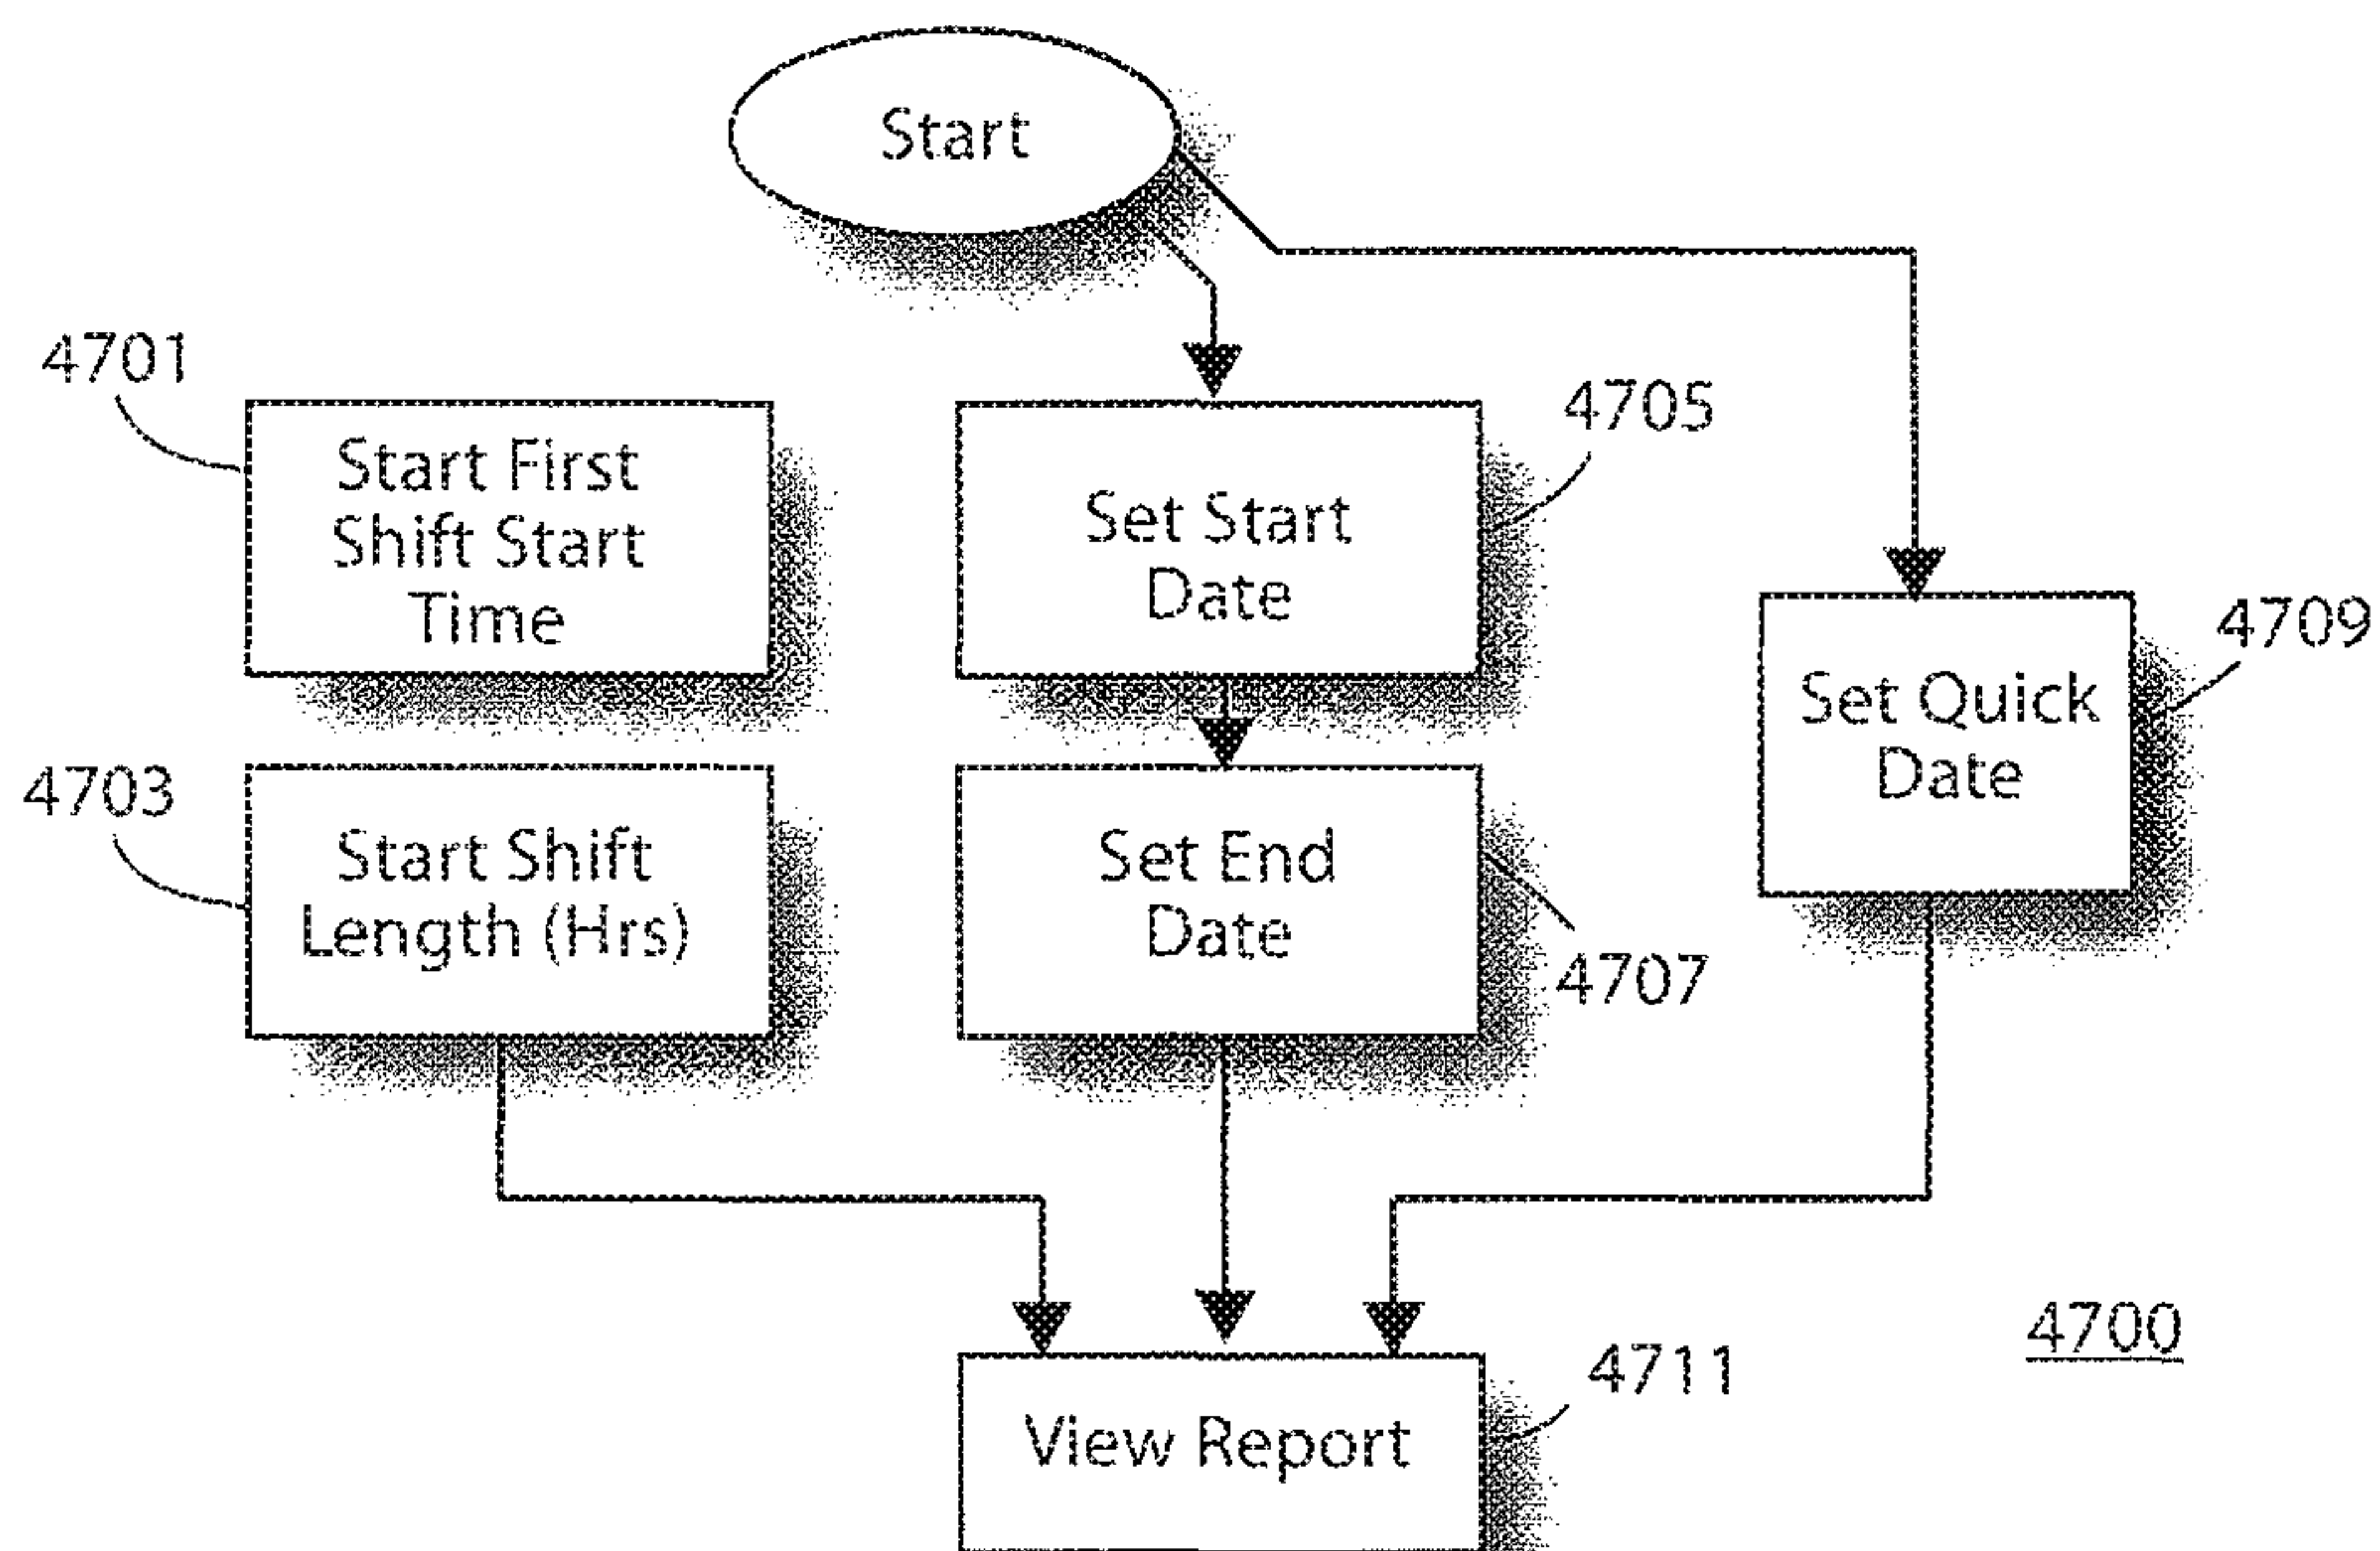 Start
4701
Start First
Shift Start
Time
4705
Set Start
Date
4709
Set Quick
Date
4703
Start Shift
Length (Hrs)
Set End
Date
4707
4700
4711
View Report